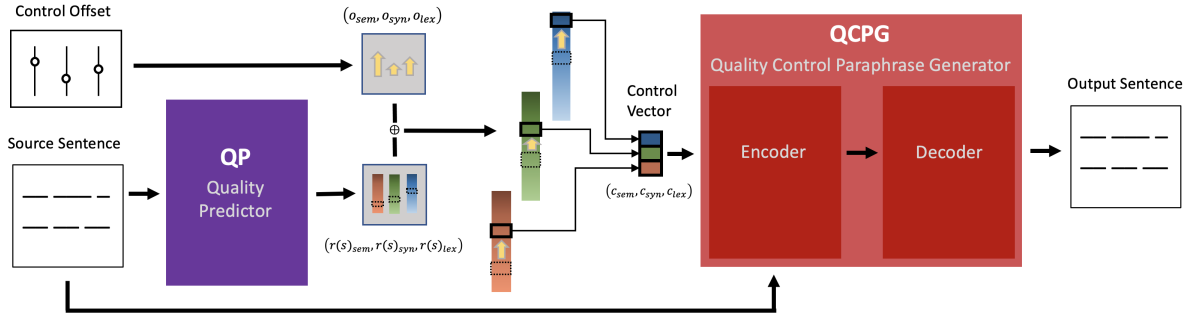 Control Offset
(o_sem, o_syn, o_lex)
Source Sentence
QP
Quality
Predictor
⊕
(r(s)_sem, r(s)_syn, r(s)_lex)
Control
Vector
(c_sem, c_syn, c_lex)
QCPG
Quality Control Paraphrase Generator
Encoder
Decoder
Output Sentence